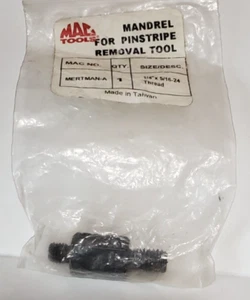 MAC
TOOLS
MANDREL
FOR PINSTRIPE
REMOVAL TOOL
MAC NO. QTY SIZE/DESC
MERTMAN-A 1/4"x 5/16-24
Thread
Made in Taiwan